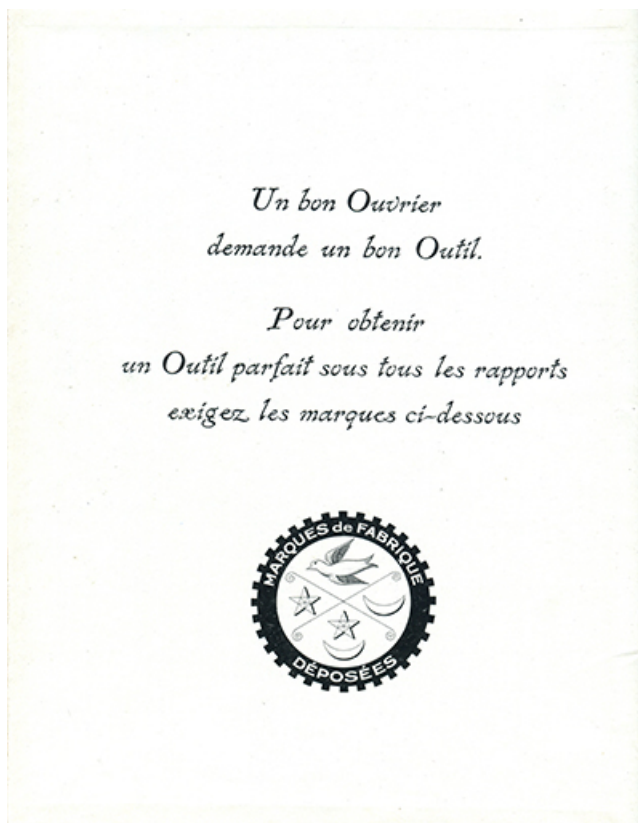 Un bon Ouvrier
demande un bon Outil.
Pour obtenir
un Outil parfait sous tous les rapports
exigez les marques ci-dessous
MARQUES de FABRIQUE
DÉPOSÉES